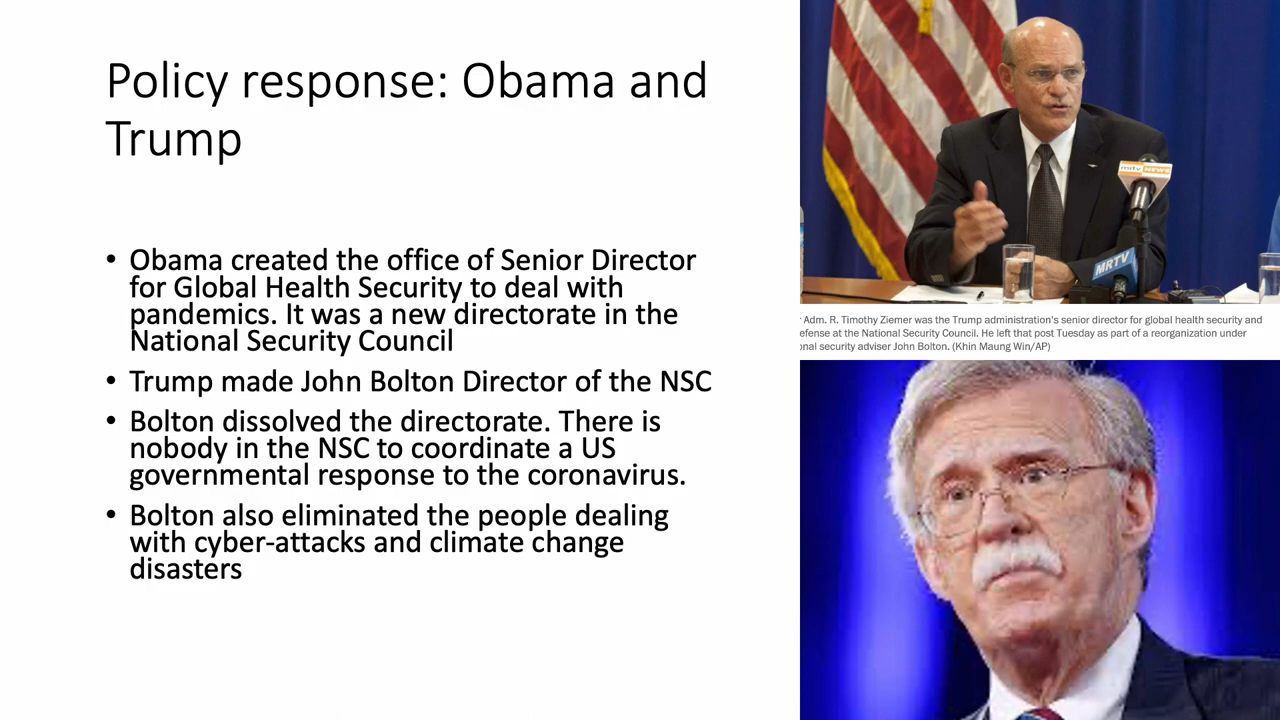 Policy response: Obama and
Trump
• Obama created the office of Senior Director
for Global Health Security to deal with
pandemics. It was a new directorate in the
National Security Council
• Trump made John Bolton Director of the NSC
• Bolton dissolved the directorate. There is
nobody in the NSC to coordinate a US
governmental response to the coronavirus.
• Bolton also eliminated the people dealing
with cyber-attacks and climate change
disasters
mdtv NEWS
MRTV
Adm. R. Timothy Ziemer was the Trump administration's senior director for global health security and
efense at the National Security Council. He left that post Tuesday as part of a reorganization under
onal security adviser John Bolton. (Khin Maung Win/AP)